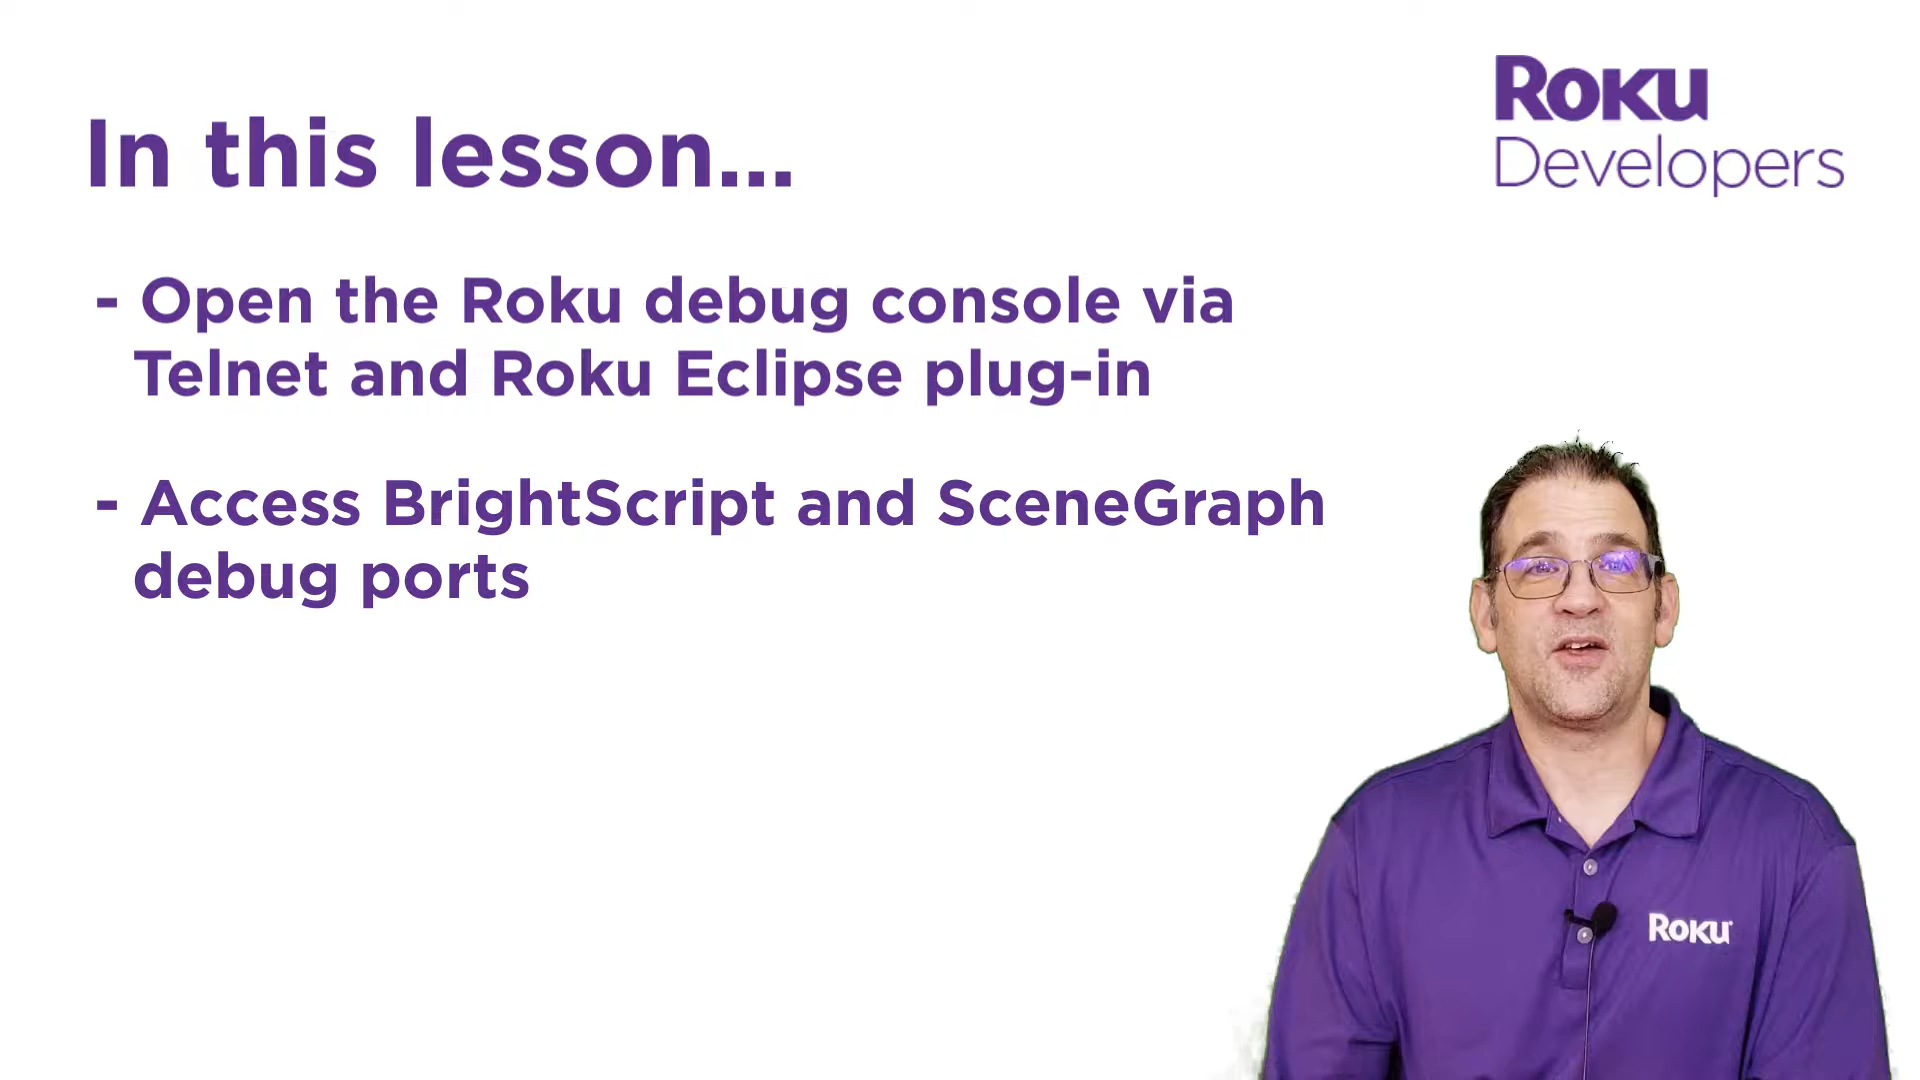 Roku
Developers
In this lesson...
- Open the Roku debug console via
Telnet and Roku Eclipse plug-in
- Access BrightScript and SceneGraph
debug ports
Roku